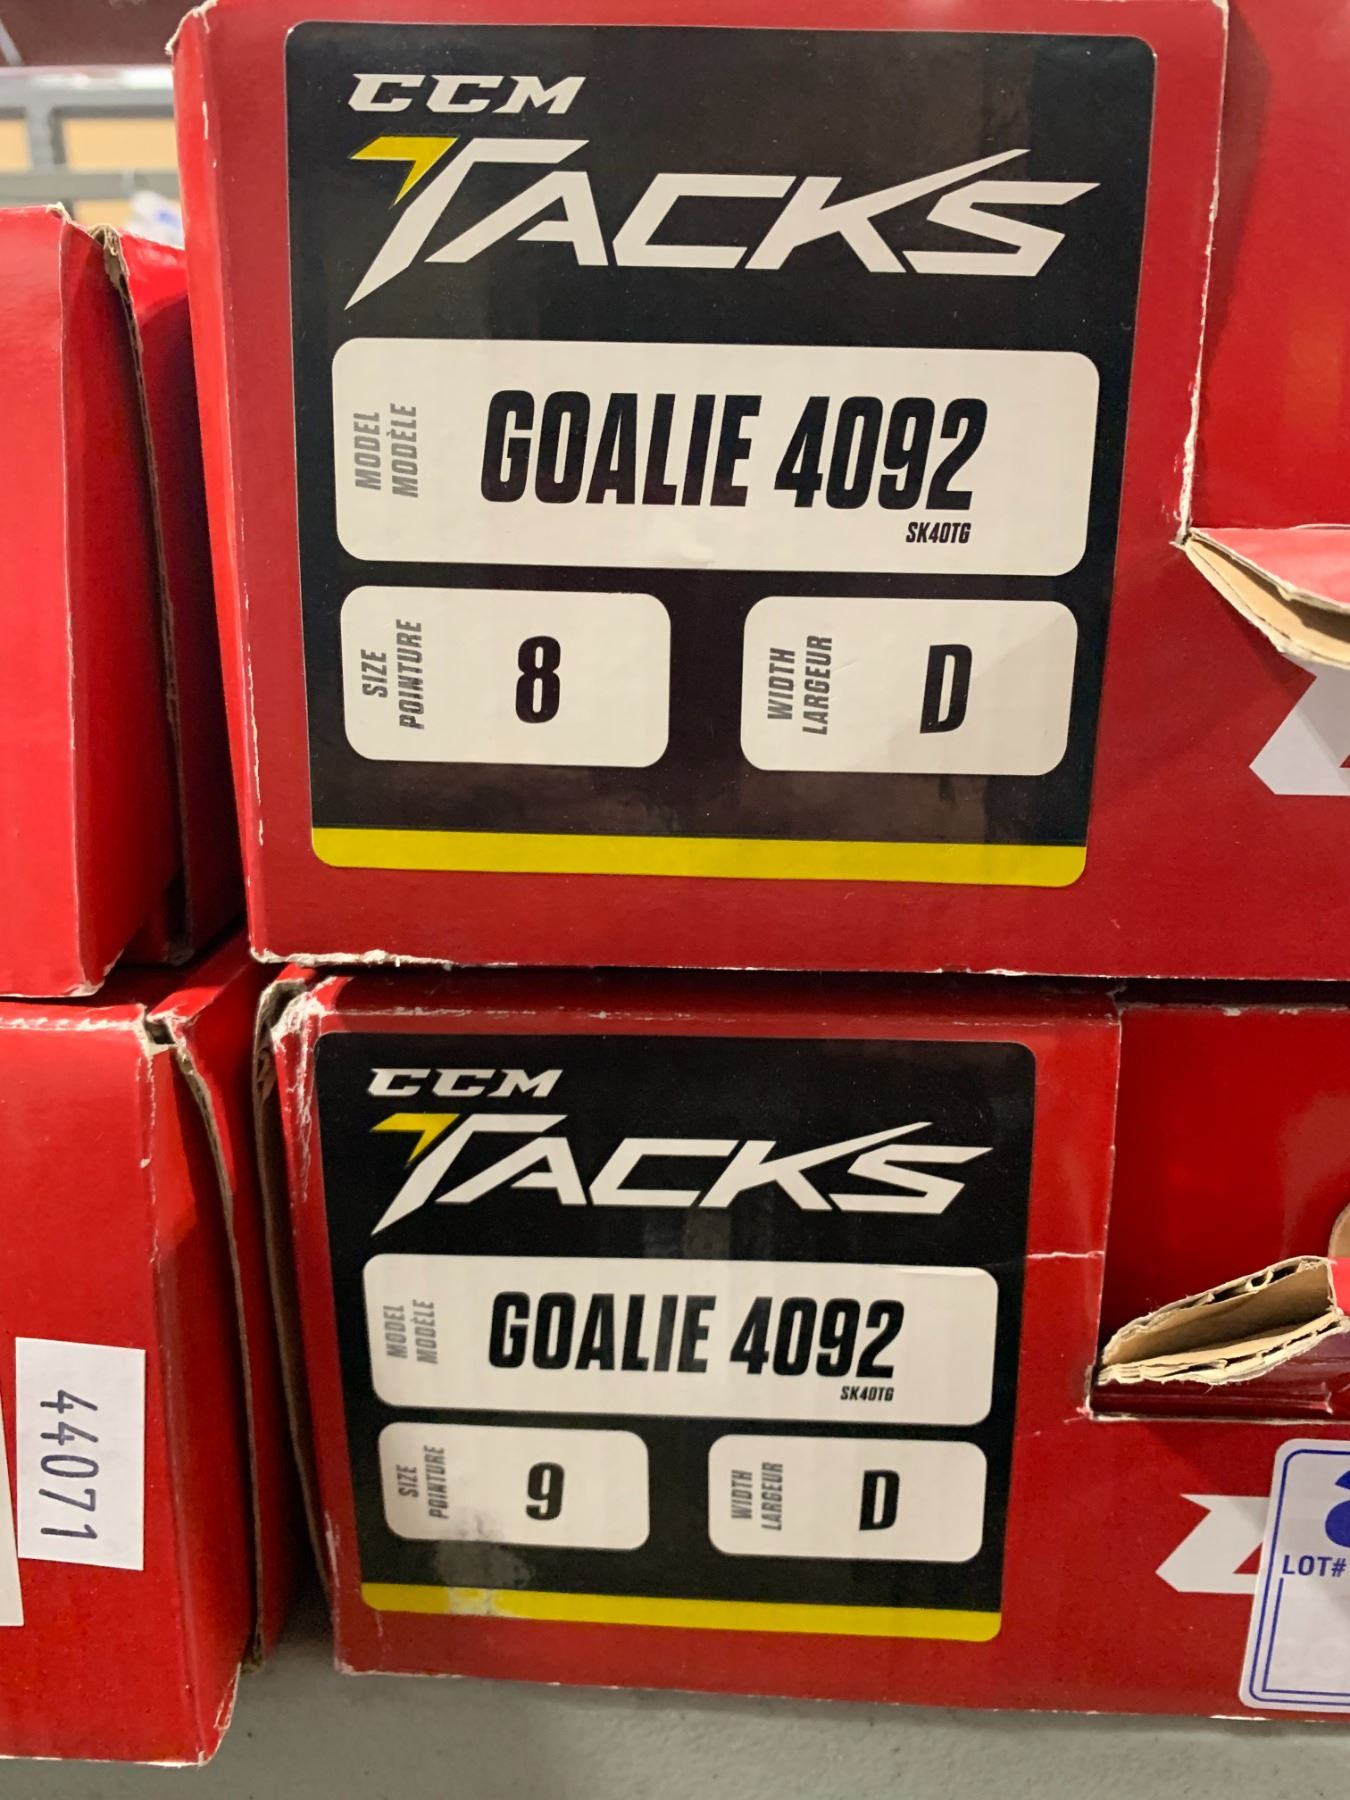 CCM
TACKS
MODEL
MODÈLE
GOALIE 4092
SK40TG
SIZE
POINTURE
8
WIDTH
LARGEUR
D
CCM
TACKS
MODEL
MODÈLE
GOALIE 4092
SK40TG
SIZE
POINTURE
9
WIDTH
LARGEUR
D
44071
LOT#